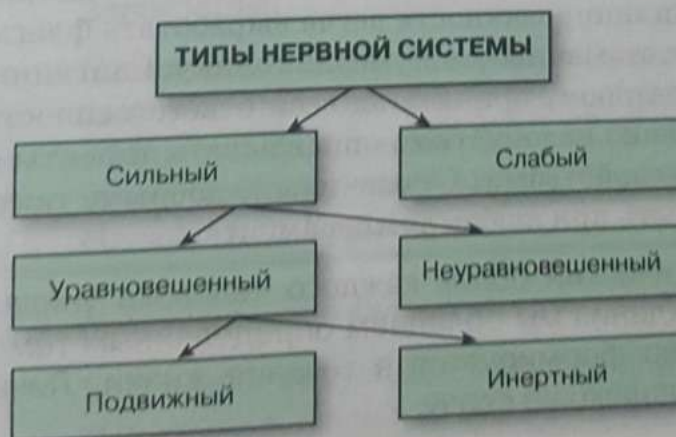 ТИПЫ НЕРВНОЙ СИСТЕМЫ
Сильный
Слабый
Уравновешенный
Неуравновешенный
Подвижный
Инертный